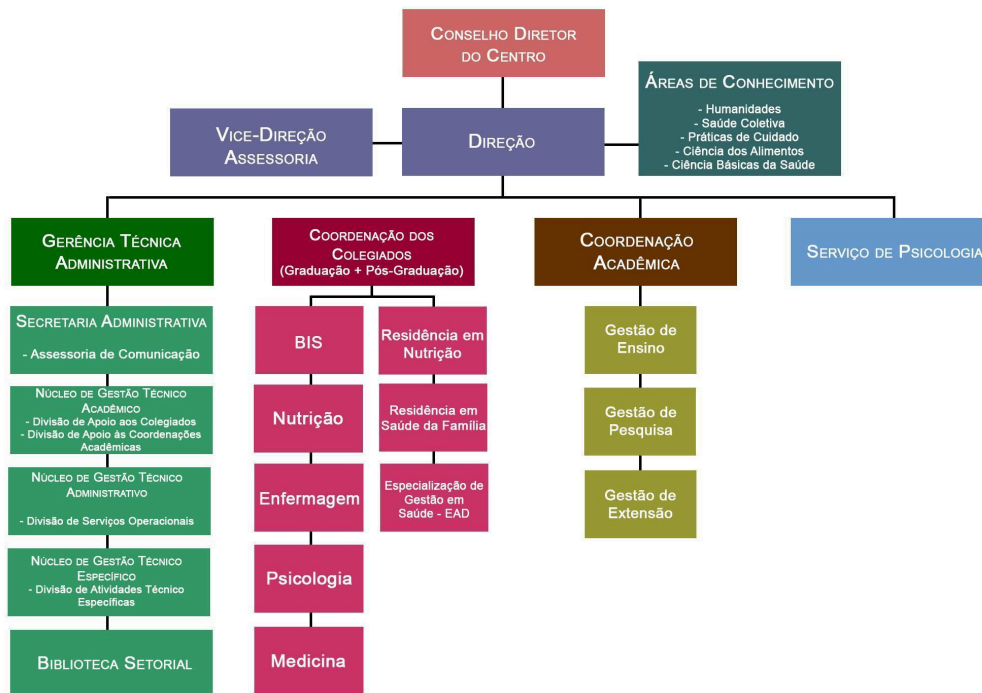 CONSELHO DIRETOR
DO CENTRO
VICE-DIREÇÃO
ASSESSORIA
DIREÇÃO
ÁREAS DE CONHECIMENTO
- Humanidades
- Saúde Coletiva
- Práticas de Cuidado
- Ciência dos Alimentos
- Ciência Básicas da Saúde
GERÊNCIA TÉCNICA
ADMINISTRATIVA
COORDENAÇÃO DOS
COLEGIADOS
(Graduação + Pós-Graduação)
COORDENAÇÃO
ACADÊMICA
SERVIÇO DE PSICOLOGIA
SECRETARIA ADMINISTRATIVA
- Assessoria de Comunicação
NÚCLEO DE GESTÃO TÉCNICO
ACADÊMICO
- Divisão de Apoio aos Colegiados
- Divisão de Apoio às Coordenações
Acadêmicas
NÚCLEO DE GESTÃO TÉCNICO
ADMINISTRATIVO
- Divisão de Serviços Operacionais
NÚCLEO DE GESTÃO TÉCNICO
ESPECÍFICO
- Divisão de Atividades Técnico
Específicas
BIBLIOTECA SETORIAL
BIS
Nutrição
Enfermagem
Psicologia
Medicina
Residência em
Nutrição
Residência em
Saúde da Família
Especialização de
Gestão em
Saúde - EAD
Gestão de
Ensino
Gestão de
Pesquisa
Gestão de
Extensão